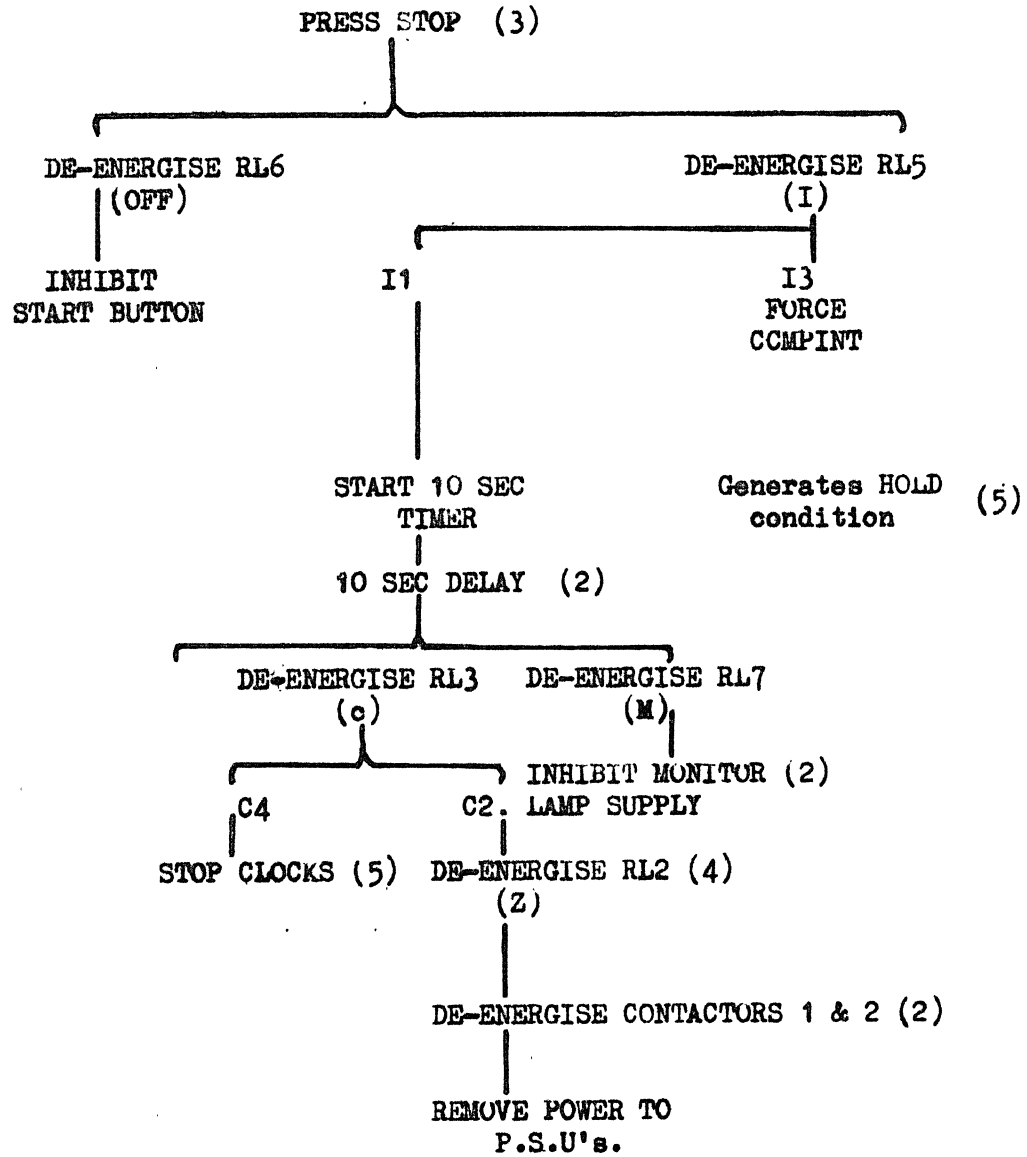 PRESS STOP (3)
DE-ENERGISE RL6
(OFF)
DE-ENERGISE RL5
(I)
INHIBIT
START BUTTON
I1
I3
FORCE
CCMPINT
START 10 SEC
TIMER
Generates HOLD
condition
(5)
10 SEC DELAY (2)
DE-ENERGISE RL3
(c)
DE-ENERGISE RL7
(M)
INHIBIT MONITOR (2)
LAMP SUPPLY
C4
C2.
STOP CLOCKS (5)
DE-ENERGISE RL2 (4)
(Z)
DE-ENERGISE CONTACTORS 1 & 2 (2)
REMOVE POWER TO
P.S.U's.